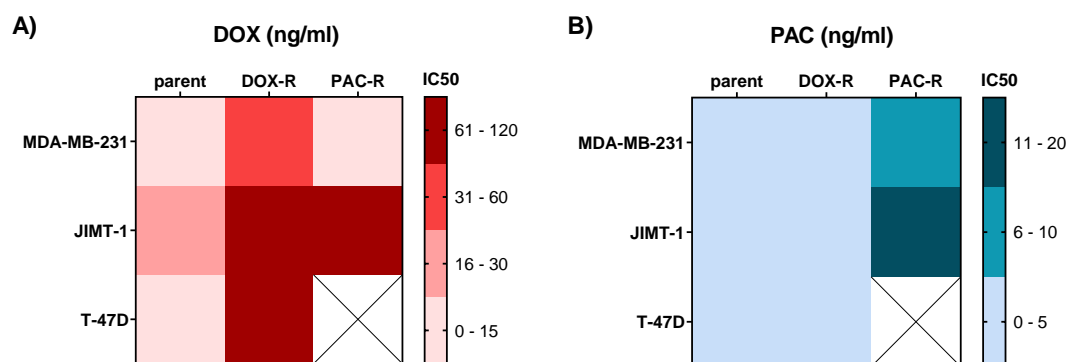 A)
DOX (ng/ml)
parent DOX-R PAC-R IC50
MDA-MB-231
JIMT-1
T-47D
61 - 120
31 - 60
16 - 30
0 - 15
B)
PAC (ng/ml)
parent DOX-R PAC-R IC50
MDA-MB-231
JIMT-1
T-47D
11 - 20
6 - 10
0 - 5